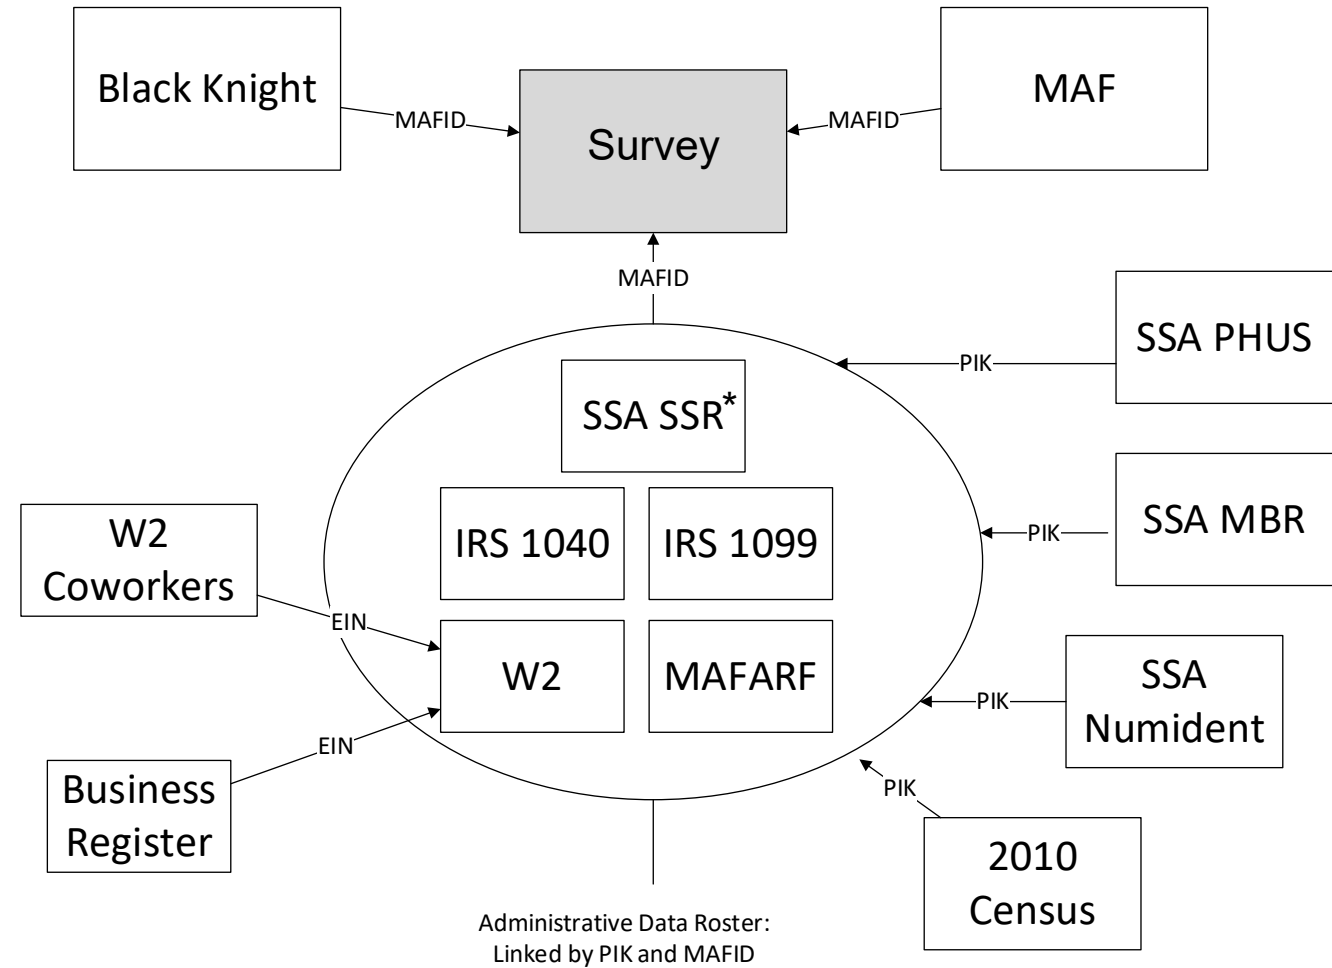 Black Knight
MAFID
Survey
MAFID
MAF
MAFID
SSA PHUS
PIK
SSA SSR*
IRS 1040
IRS 1099
SSA MBR
PIK
W2
Coworkers
EIN
W2
MAFARF
SSA
Numident
PIK
Business
Register
EIN
PIK
2010
Census
Administrative Data Roster:
Linked by PIK and MAFID